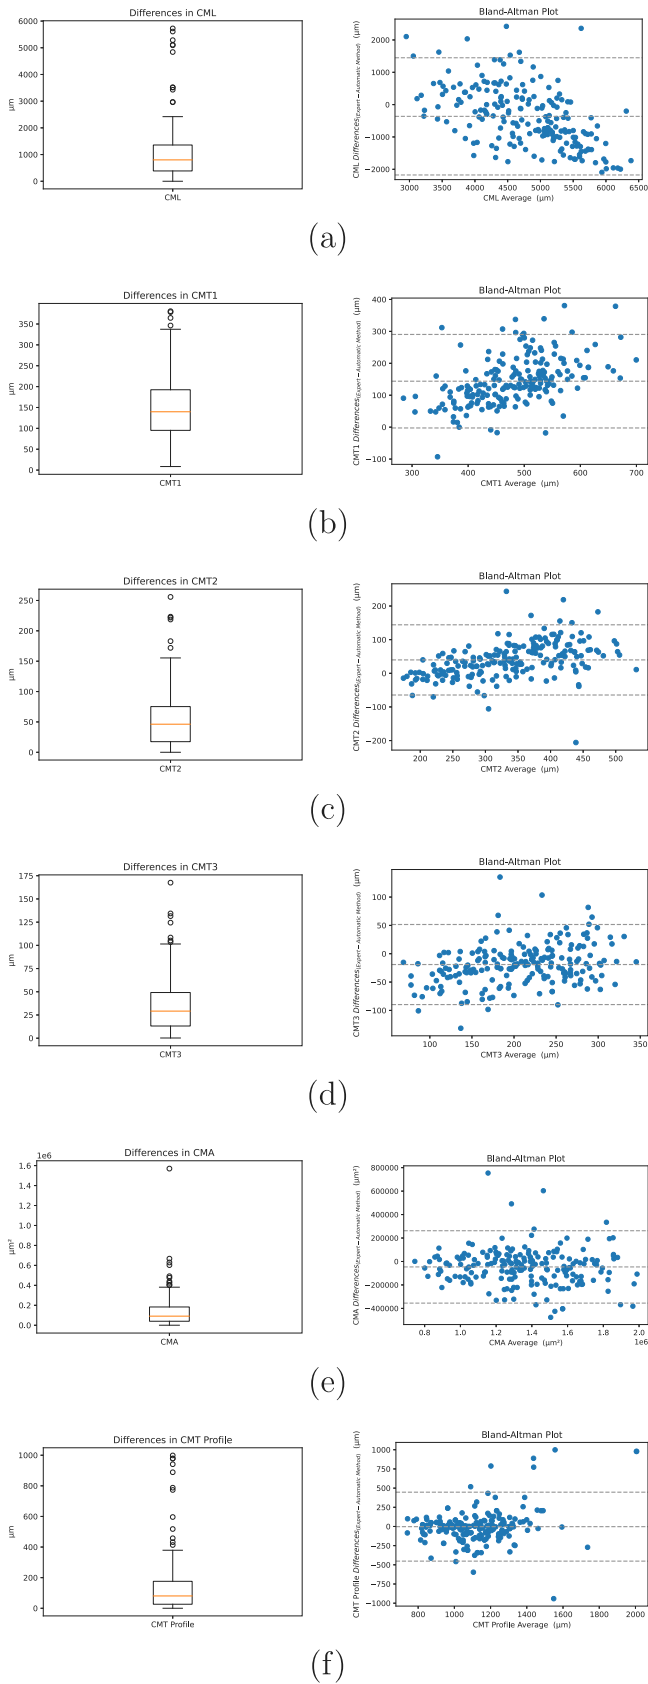 Differences in CML
6000
5000
4000
3000
2000
1000
0
µm
CML
Bland-Altman Plot
2000
1000
0
−1000
−2000
CML Differences(Expert−Automatic Method) (µm)
3000 3500 4000 4500 5000 5500 6000 6500
CML Average (µm)
(a)
Differences in CMT1
350
300
250
200
150
100
50
0
µm
CMT1
Bland-Altman Plot
400
300
200
100
0
−100
CMT1 Differences(Expert−Automatic Method) (µm)
300 400 500 600 700
CMT1 Average (µm)
(b)
Differences in CMT2
250
200
150
100
50
0
µm
CMT2
Bland-Altman Plot
200
100
0
−100
−200
CMT2 Differences(Expert−Automatic Method) (µm)
200 250 300 350 400 450 500
CMT2 Average (µm)
(c)
Differences in CMT3
175
150
125
100
75
50
25
0
µm
CMT3
Bland-Altman Plot
100
50
0
−50
−100
CMT3 Differences(Expert−Automatic Method) (µm)
100 150 200 250 300 350
CMT3 Average (µm)
(d)
Differences in CMA
1e6
1.6
1.4
1.2
1.0
0.8
0.6
0.4
0.2
0.0
µm²
CMA
Bland-Altman Plot
800000
600000
400000
200000
0
−200000
−400000
CMA Differences(Expert−Automatic Method) (µm²)
0.8 1.0 1.2 1.4 1.6 1.8 2.0
1e6
CMA Average (µm²)
(e)
Differences in CMT Profile
1000
800
600
400
200
0
µm
CMT Profile
Bland-Altman Plot
1000
750
500
250
0
−250
−500
−750
−1000
CMT Profile Differences(Expert−Automatic Method) (µm)
800 1000 1200 1400 1600 1800 2000
CMT Profile Average (µm)
(f)